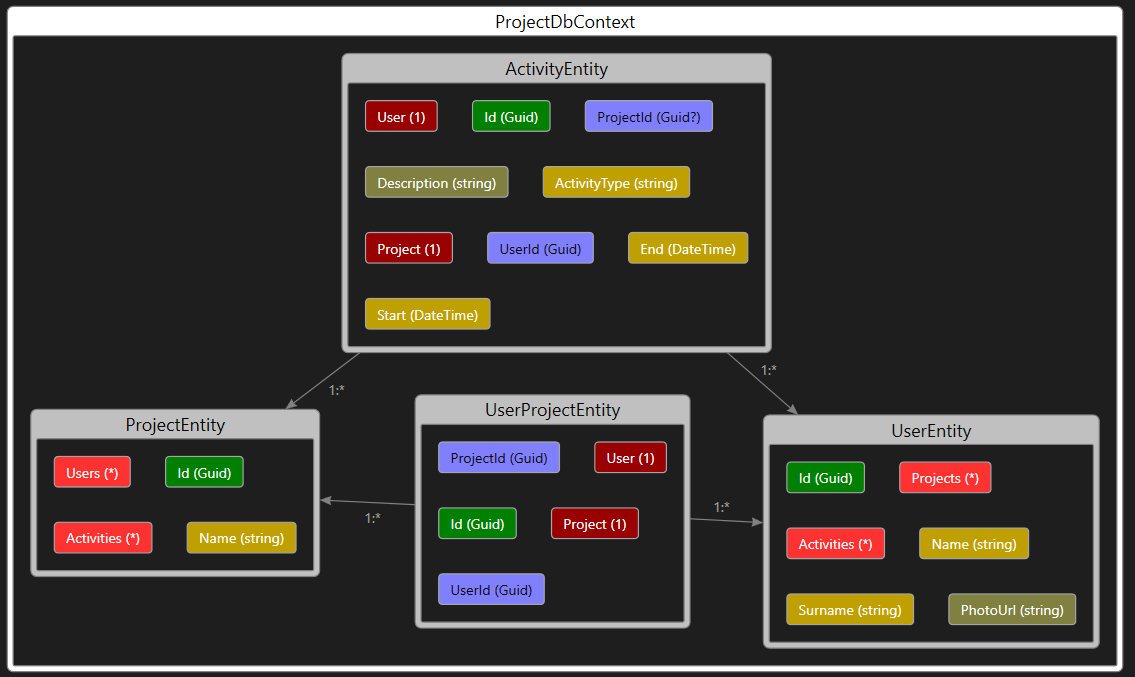 ProjectDbContext
ActivityEntity
User (1) Id (Guid) ProjectId (Guid?)
Description (string) ActivityType (string)
Project (1) UserId (Guid) End (DateTime)
Start (DateTime)
1:*
1:*
ProjectEntity
Users (*) Id (Guid)
Activities (*) Name (string)
1:*
UserProjectEntity
ProjectId (Guid) User (1)
Id (Guid) Project (1)
UserId (Guid)
1:*
UserEntity
Id (Guid) Projects (*)
Activities (*) Name (string)
Surname (string) PhotoUrl (string)